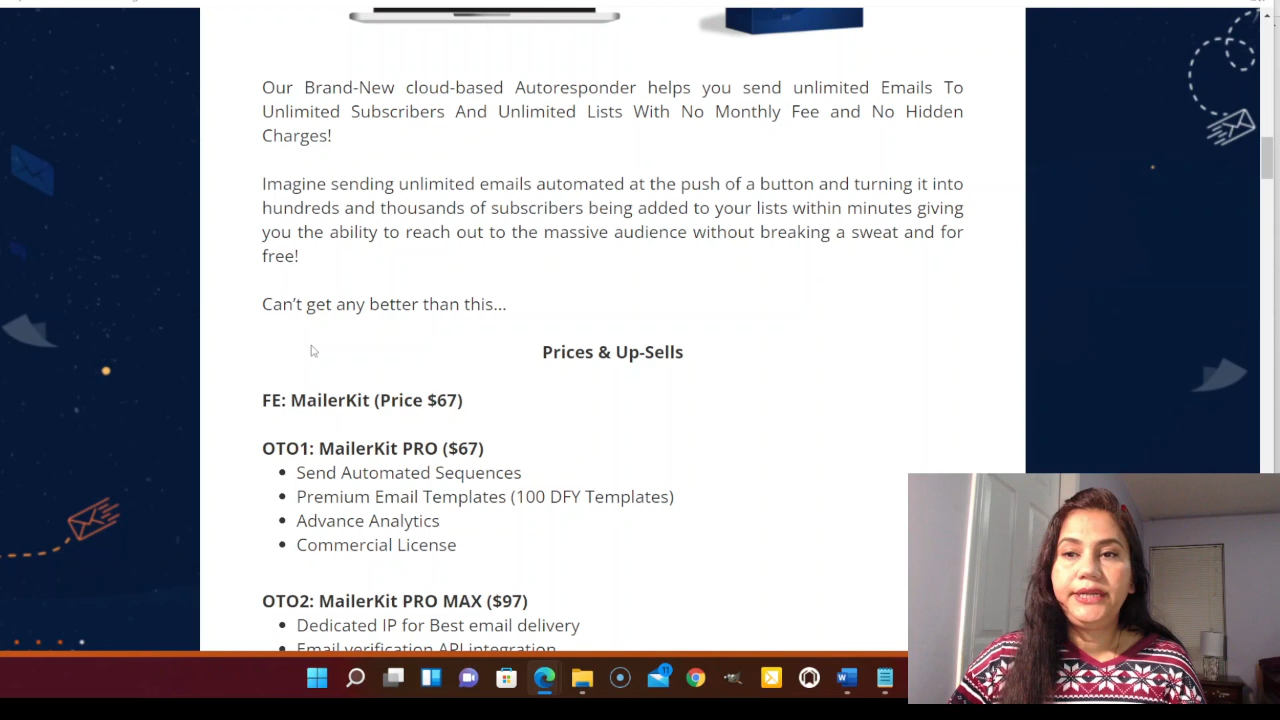 Our Brand-New cloud-based Autoresponder helps you send unlimited Emails To
Unlimited Subscribers And Unlimited Lists With No Monthly Fee and No Hidden
Charges!
Imagine sending unlimited emails automated at the push of a button and turning it into
hundreds and thousands of subscribers being added to your lists within minutes giving
you the ability to reach out to the massive audience without breaking a sweat and for
free!
Can't get any better than this...
Prices & Up-Sells
FE: MailerKit (Price $67)
OTO1: MailerKit PRO ($67)
• Send Automated Sequences
• Premium Email Templates (100 DFY Templates)
• Advance Analytics
• Commercial License
OTO2: MailerKit PRO MAX ($97)
• Dedicated IP for Best email delivery
Email verification API integration
11